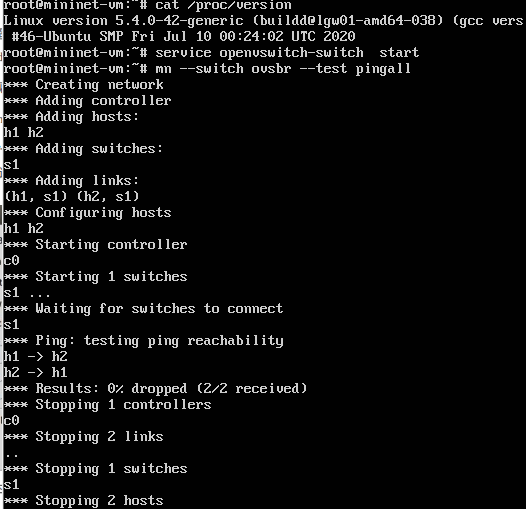 root@mininet-vm:~# cat /proc/version
Linux version 5.4.0-42-generic (buildd@lgw01-amd64-038) (gcc vers
#46-Ubuntu SMP Fri Jul 10 00:24:02 UTC 2020
root@mininet-vm:~# service openvswitch-switch  start
root@mininet-vm:~# mn --switch ovsbr --test pingall
*** Creating network
*** Adding controller
*** Adding hosts:
h1 h2
*** Adding switches:
s1
*** Adding links:
(h1, s1) (h2, s1)
*** Configuring hosts
h1 h2
*** Starting controller
c0
*** Starting 1 switches
s1 ...
*** Waiting for switches to connect
s1
*** Ping: testing ping reachability
h1 -> h2
h2 -> h1
*** Results: 0% dropped (2/2 received)
*** Stopping 1 controllers
c0
*** Stopping 2 links
..
*** Stopping 1 switches
s1
*** Stopping 2 hosts